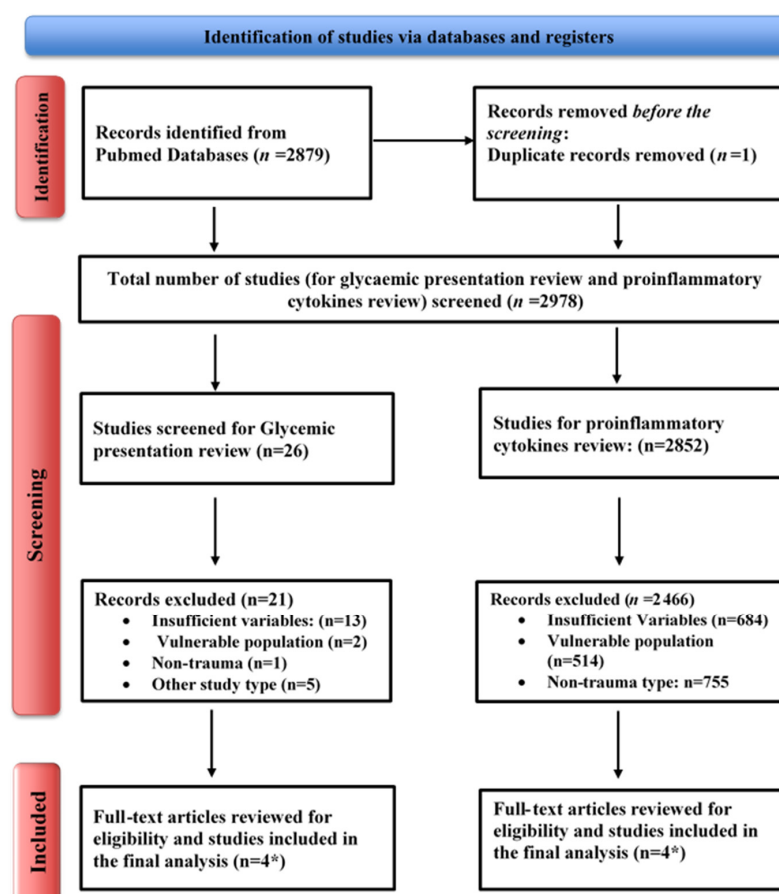 Identification of studies via databases and registers
Identification
Records identified from
Pubmed Databases (n =2879)
Records removed before the
screening:
Duplicate records removed (n=1)
Total number of studies (for glycaemic presentation review and proinflammatory
cytokines review) screened (n =2978)
Screening
Studies screened for Glycemic
presentation review (n=26)
Studies for proinflammatory
cytokines review: (n=2852)
Records excluded (n=21)
• Insufficient variables: (n=13)
• Vulnerable population (n=2)
• Non-trauma (n=1)
• Other study type (n=5)
Records excluded (n =2466)
• Insufficient Variables (n=684)
• Vulnerable population
(n=514)
• Non-trauma type: n=755
Included
Full-text articles reviewed for
eligibility and studies included in
the final analysis (n=4*)
Full-text articles reviewed for
eligibility and studies included in
the final analysis (n=4*)